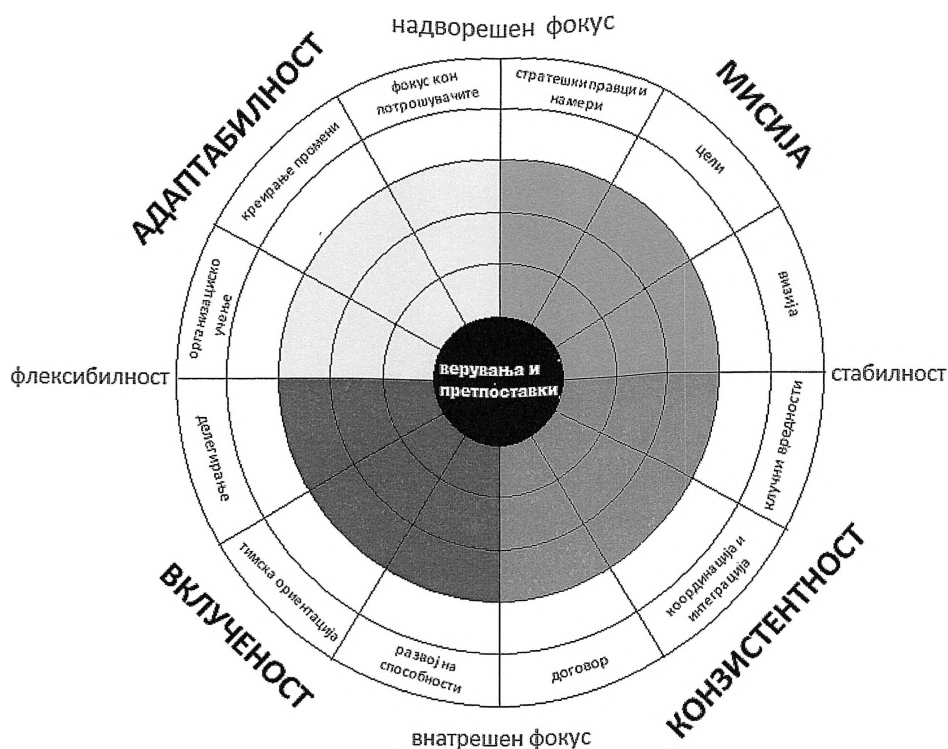 надворешен фокус
АДАПТАБИЛНОСТ
МИСИЈА
фокус кон
потрошувачите
стратешки правци и
намери
креирање промени
цели
организациско
учење
визија
флексибилност
верувања и
претпоставки
стабилност
делегирање
клучни вредности
тимска ориентација
координација и
интеграција
развој на
способности
договор
ВКЛУЧЕНОСТ
КОНЗИСТЕНТНОСТ
внатрешен фокус